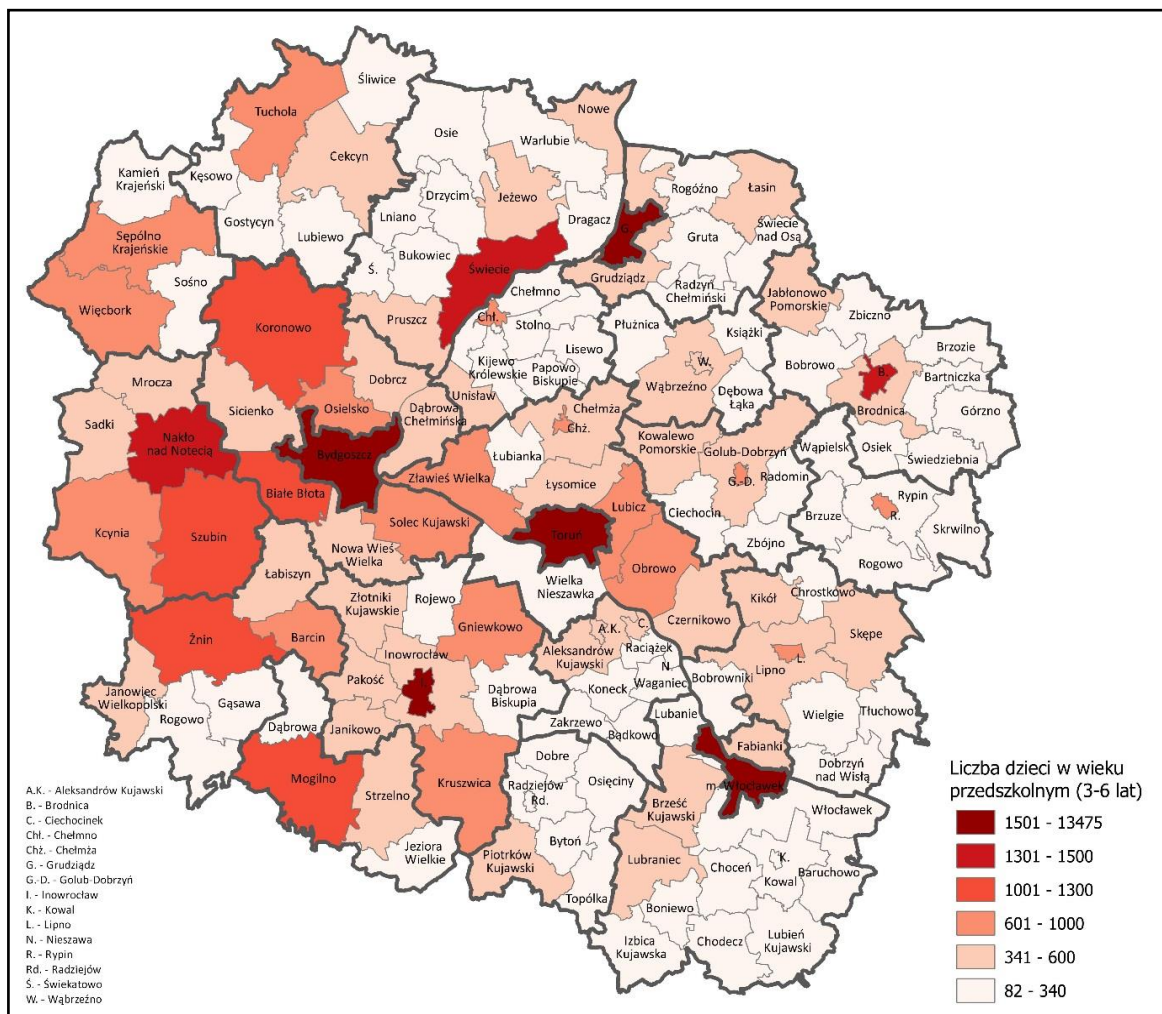 Śliwice
Tuchola
Nowe
Osie
Warlubie
Cekcyn
Kamień
Krajeński
Kęsowo
Rogóźno
Łasin
Drzycim
Jeżewo
Lniano
Dragacz
G.
Gostycyn
Lubiewo
Gruta
Świecie
nad Osą
Sępólno
Krajeńskie
Sośno
Ś.
Bukowiec
Świecie
Grudziądz
Radzyń
Chełmiński
Więcbork
Koronowo
Pruszcz
Chełmno
Chł.
Stolno
Płużnica
Książki
Jabłonowo
Pomorskie
Zbiczno
Lisewo
Kijewo
Królewskie
Papowo
Biskupie
W.
Wąbrzeźno
Bobrowo
Brzozie
B.
Bartniczka
Mrocza
Dobrcz
Unisław
Dębowa
Łąka
Brodnica
Górzno
Sadki
Sicienko
Osielsko
Dąbrowa
Chełmińska
Chełmża
Chż.
Nakło
nad Notecią
Bydgoszcz
Łubianka
Kowalewo
Pomorskie
Golub-Dobrzyń
Wąpielsk
Osiek
Świedziebnia
Białe Błota
Zławieś Wielka
Łysomice
G.-D.
Radomin
Kcynia
Szubin
Solec Kujawski
Lubicz
Ciechocin
Rypin
R.
Brzuze
Skrwilno
Toruń
Nowa Wieś
Wielka
Zbójno
Rogowo
Łabiszyn
Wielka
Nieszawka
Obrowo
Złotniki
Kujawskie
Rojewo
Chrostkowo
Kikół
Czernikowo
Żnin
Barcin
Gniewkowo
A.K.
C.
Skępe
Inowrocław
Aleksandrów
Kujawski
Raciążek
L.
N.
Lipno
Janowiec
Wielkopolski
Gąsawa
Pakość
I.
Dąbrowa
Biskupia
Koneck
Waganiec
Bobrowniki
Rogowo
Dąbrowa
Janikowo
Zakrzewo
Lubanie
Wielgie
Tłuchowo
Bądkowo
Mogilno
Strzelno
Kruszwica
Dobre
Fabianki
Dobrzyń
nad Wisłą
Radziejów
Rd.
Osięciny
m. Włocławek
Brześć
Kujawski
Włocławek
Jeziora
Wielkie
Bytoń
Piotrków
Kujawski
Lubraniec
Choceń
K.
Kowal
Baruchowo
Topólka
Boniewo
Izbica
Kujawska
Chodecz
Lubień
Kujawski
A.K. - Aleksandrów Kujawski
B. - Brodnica
C. - Ciechocinek
Chł. - Chełmno
Chż. - Chełmża
G. - Grudziądz
G.-D. - Golub-Dobrzyń
I. - Inowrocław
K. - Kowal
L. - Lipno
N. - Nieszawa
R. - Rypin
Rd. - Radziejów
Ś. - Świekatowo
W. - Wąbrzeźno
Liczba dzieci w wieku
przedszkolnym (3-6 lat)
1501 - 13475
1301 - 1500
1001 - 1300
601 - 1000
341 - 600
82 - 340